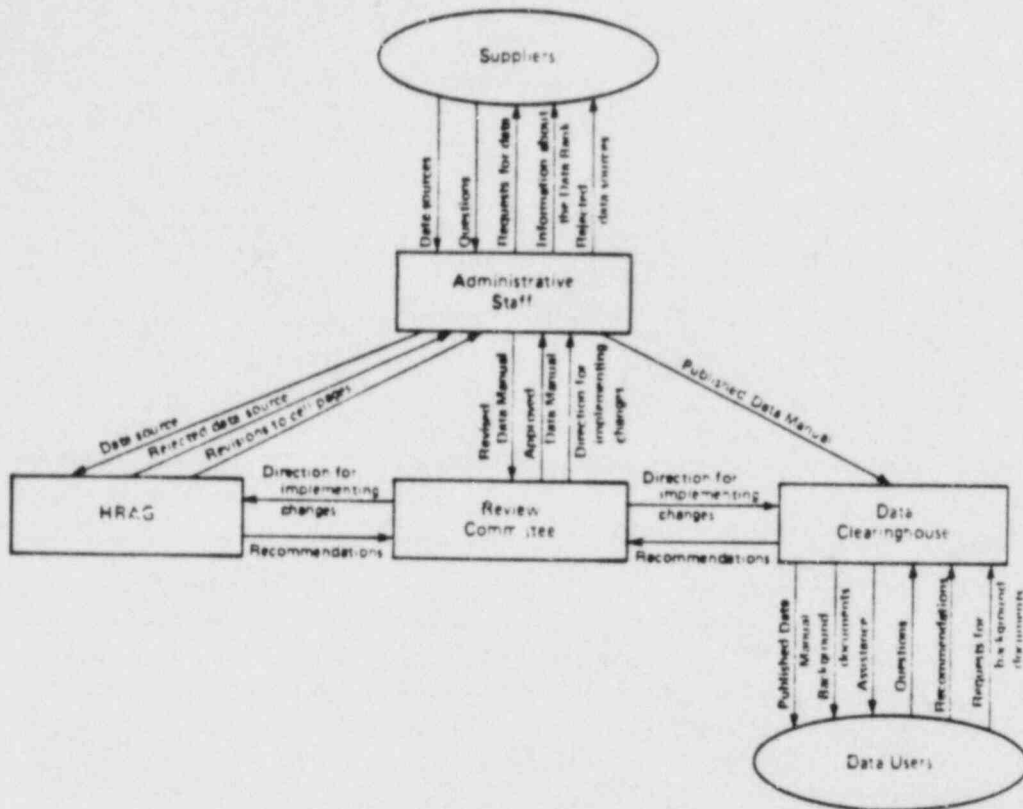 Suppliers
Data sources
Questions
Requests for data
Information about
the Data Bank
Rejected
data sources
Administrative
Staff
Data source
Rejected data source
Revisions to cell pages
Revised
Data Manual
Approved
Data Manual
Direction for
implementing
changes
Published Data Manual
HRAG
Direction for
implementing
changes
Recommendations
Review
Committee
Direction for
implementing
changes
Recommendations
Data
Clearinghouse
Published Data
Manual
Background
documents
Assistance
Questions
Recommendations
Requests for
background
documents
Data Users